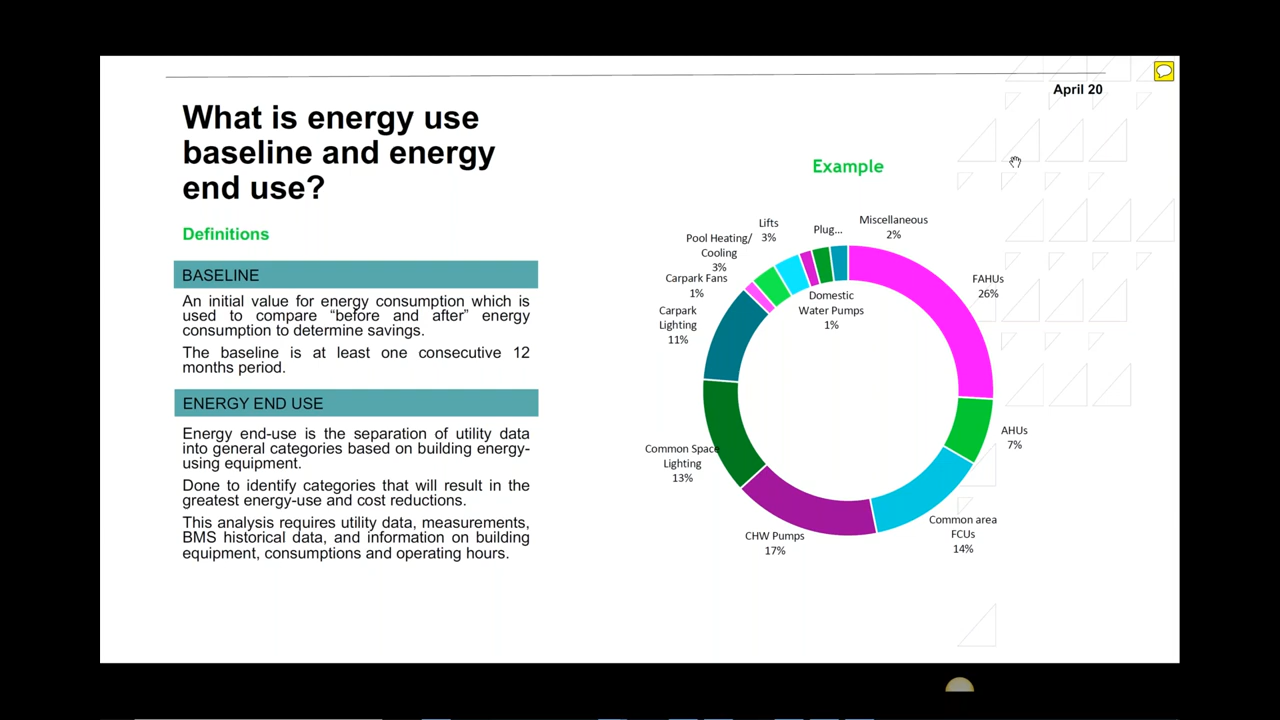 April 20
What is energy use
baseline and energy
end use?
Definitions
BASELINE
An initial value for energy consumption which is
used to compare “before and after” energy
consumption to determine savings.
The baseline is at least one consecutive 12
months period.
ENERGY END USE
Energy end-use is the separation of utility data
into general categories based on building energy-
using equipment.
Done to identify categories that will result in the
greatest energy-use and cost reductions.
This analysis requires utility data, measurements,
BMS historical data, and information on building
equipment, consumptions and operating hours.
Example
Miscellaneous
2%
FAHUs
26%
AHUs
7%
Common area
FCUs
14%
CHW Pumps
17%
Common Space
Lighting
13%
Carpark
Lighting
11%
Carpark Fans
1%
Pool Heating/
Cooling
3%
Lifts
3%
Domestic
Water Pumps
1%
Plug...